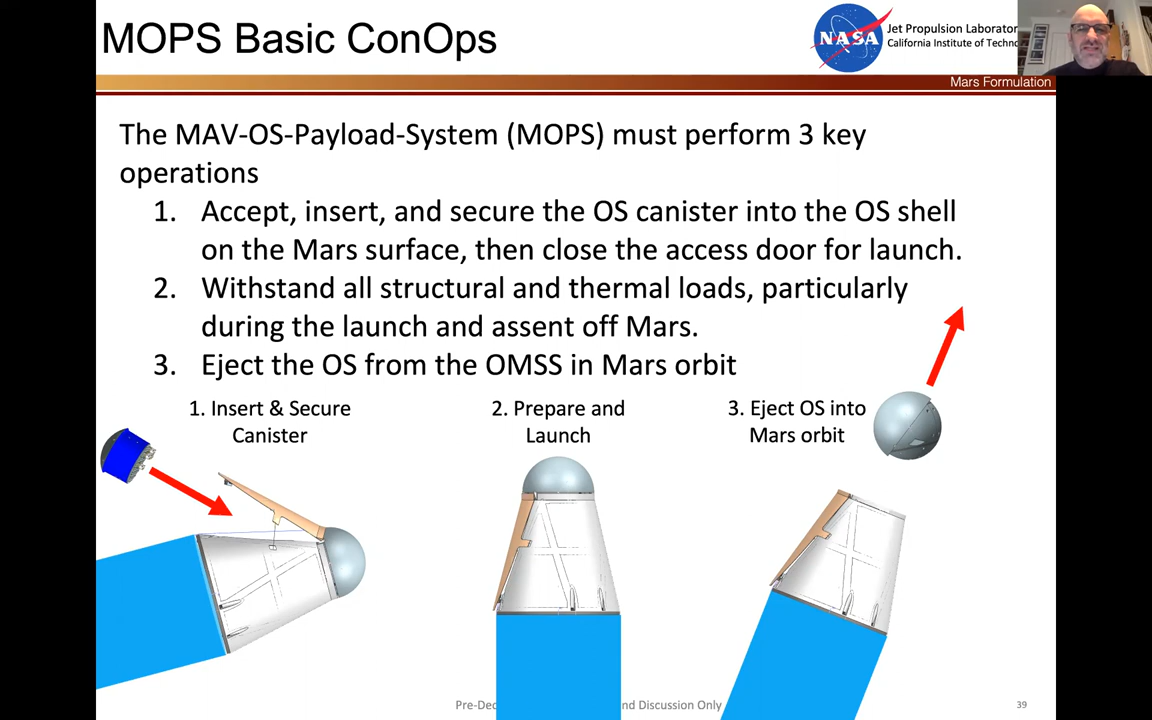 MOPS Basic ConOps
NASA
Jet Propulsion Laborator
California Institute of Techno
Mars Formulation
The MAV-OS-Payload-System (MOPS) must perform 3 key
operations
1. Accept, insert, and secure the OS canister into the OS shell
on the Mars surface, then close the access door for launch.
2. Withstand all structural and thermal loads, particularly
during the launch and assent off Mars.
3. Eject the OS from the OMSS in Mars orbit
1. Insert & Secure
Canister
2. Prepare and
Launch
3. Eject OS into
Mars orbit
Pre-Dec
nd Discussion Only
39